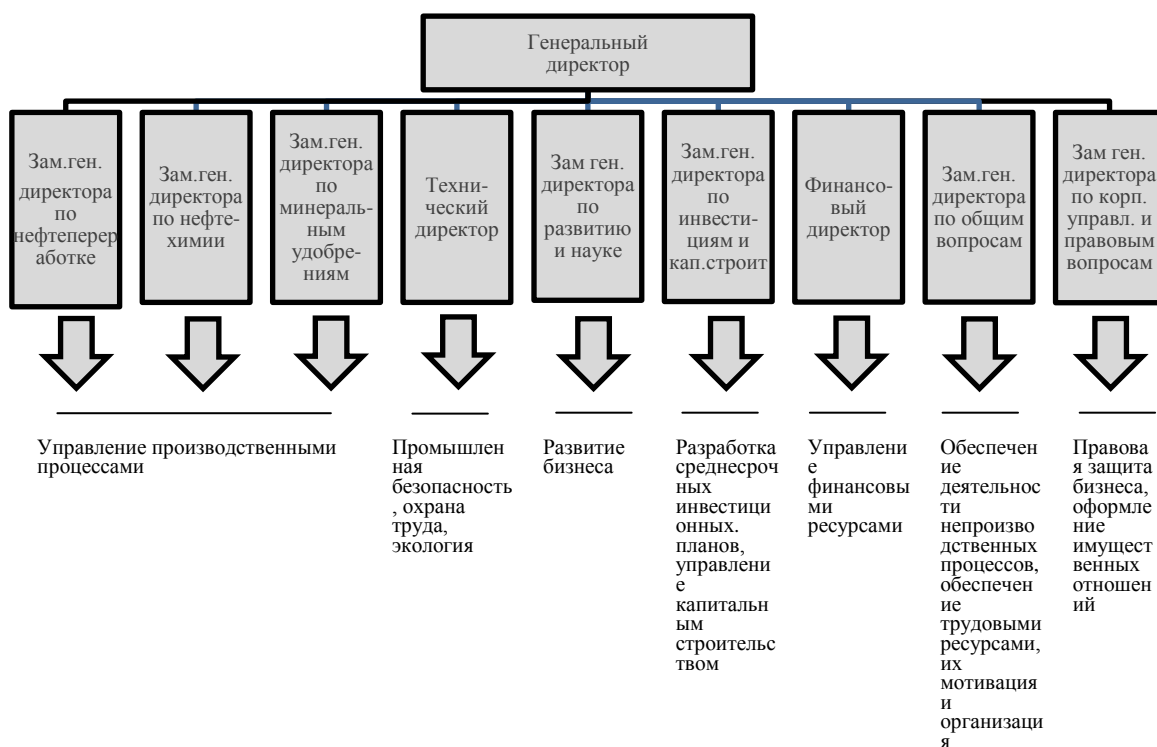 Генеральный
директор
Зам.ген.
директора
по
нефтеперер
аботке
Зам.ген.
директора
по нефте-
химии
Зам.ген.
директора
по
минераль-
ным
удобре-
ниям
Техни-
ческий
директор
Зам ген.
директора
по
развитию
и науке
Зам.ген.
директора
по
инвести-
циям и
кап.строит
Финансо-
вый
директор
Зам.ген.
директора
по общим
вопросам
Зам ген.
директора
по корп.
управл. и
правовым
вопросам
Управление производственными
процессами
Промышлен
ная
безопасность
, охрана
труда,
экология
Развитие
бизнеса
Разработка
среднесроч
ных
инвестици
онных.
планов,
управлени
е
капитальн
ым
строительс
твом
Управлени
е
финансовы
ми
ресурсами
Обеспечен
ие
деятельнос
ти
непроизво
дственных
процессов,
обеспечен
ие
трудовыми
ресурсами,
их
мотивация
и
организаци
я
Правова
я защита
бизнеса,
оформле
ние
имущест
венных
отношен
ий